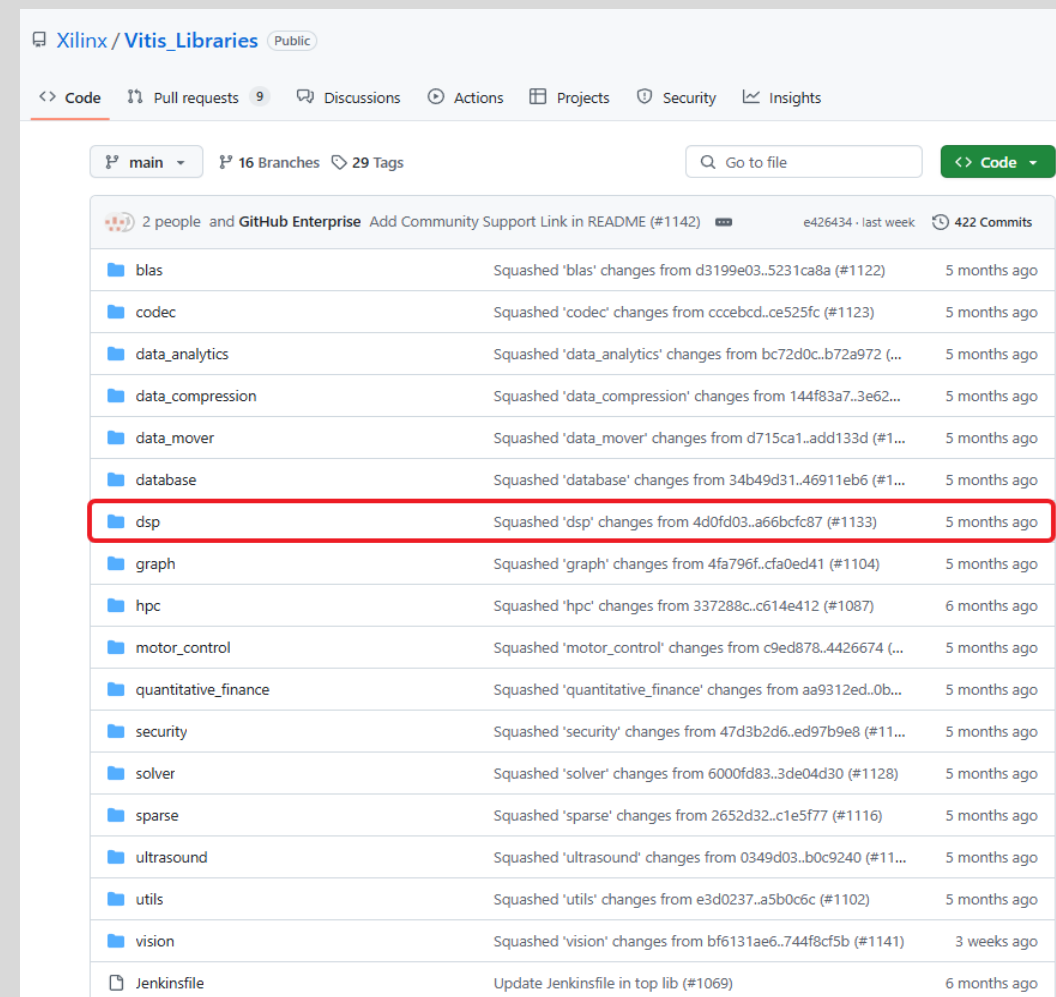 Xilinx / Vitis_Libraries Public
Code Pull requests 9 Discussions Actions Projects Security Insights
main 16 Branches 29 Tags Go to file Code
2 people and GitHub Enterprise Add Community Support Link in README (#1142) e426434 · last week 422 Commits
blas Squashed 'blas' changes from d3199e03..5231ca8a (#1122) 5 months ago
codec Squashed 'codec' changes from cccebcd..ce525fc (#1123) 5 months ago
data_analytics Squashed 'data_analytics' changes from bc72d0c..b72a972 (... 5 months ago
data_compression Squashed 'data_compression' changes from 144f83a7..3e62... 5 months ago
data_mover Squashed 'data_mover' changes from d715ca1..add133d (#1... 5 months ago
database Squashed 'database' changes from 34b49d31..46911eb6 (#1... 5 months ago
dsp Squashed 'dsp' changes from 4d0fd03..a66bcfc87 (#1133) 5 months ago
graph Squashed 'graph' changes from 4fa796f..cfa0ed41 (#1104) 5 months ago
hpc Squashed 'hpc' changes from 337288c..c614e412 (#1087) 6 months ago
motor_control Squashed 'motor_control' changes from c9ed878..4426674 (... 5 months ago
quantitative_finance Squashed 'quantitative_finance' changes from aa9312ed..0b... 5 months ago
security Squashed 'security' changes from 47d3b2d6..ed97b9e8 (#11... 5 months ago
solver Squashed 'solver' changes from 6000fd83..3de04d30 (#1128) 5 months ago
sparse Squashed 'sparse' changes from 2652d32..c1e5f77 (#1116) 5 months ago
ultrasound Squashed 'ultrasound' changes from 0349d03..b0c9240 (#11... 5 months ago
utils Squashed 'utils' changes from e3d0237..a5b0c6c (#1102) 5 months ago
vision Squashed 'vision' changes from bf6131ae6..744f8cf5b (#1141) 3 weeks ago
Jenkinsfile Update Jenkinsfile in top lib (#1069) 6 months ago